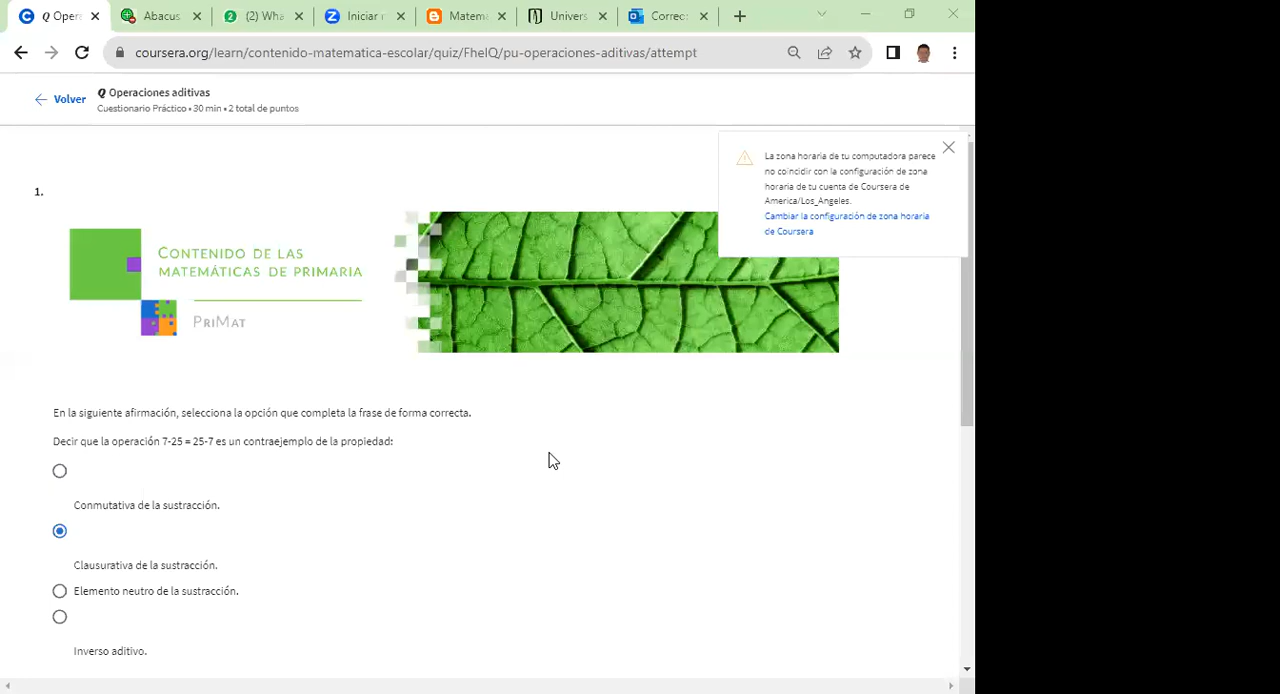 Q Oper
Abacus
(2) Wha
Iniciar
Matem
Univers
Correc
coursera.org/learn/contenido-matematica-escolar/quiz/FheIQ/pu-operaciones-aditivas/attempt
Volver
Q Operaciones aditivas
Cuestionario Práctico • 30 min • 2 total de puntos
La zona horaria de tu computadora parece
no coincidir con la configuración de zona
horaria de tu cuenta de Coursera de
America/Los_Angeles.
Cambiar la configuración de zona horaria
de Coursera
1.
CONTENIDO DE LAS
MATEMÁTICAS DE PRIMARIA
PRIMAT
En la siguiente afirmación, selecciona la opción que completa la frase de forma correcta.
Decir que la operación 7-25 = 25-7 es un contraejemplo de la propiedad:
Conmutativa de la sustracción.
Clausurativa de la sustracción.
Elemento neutro de la sustracción.
Inverso aditivo.